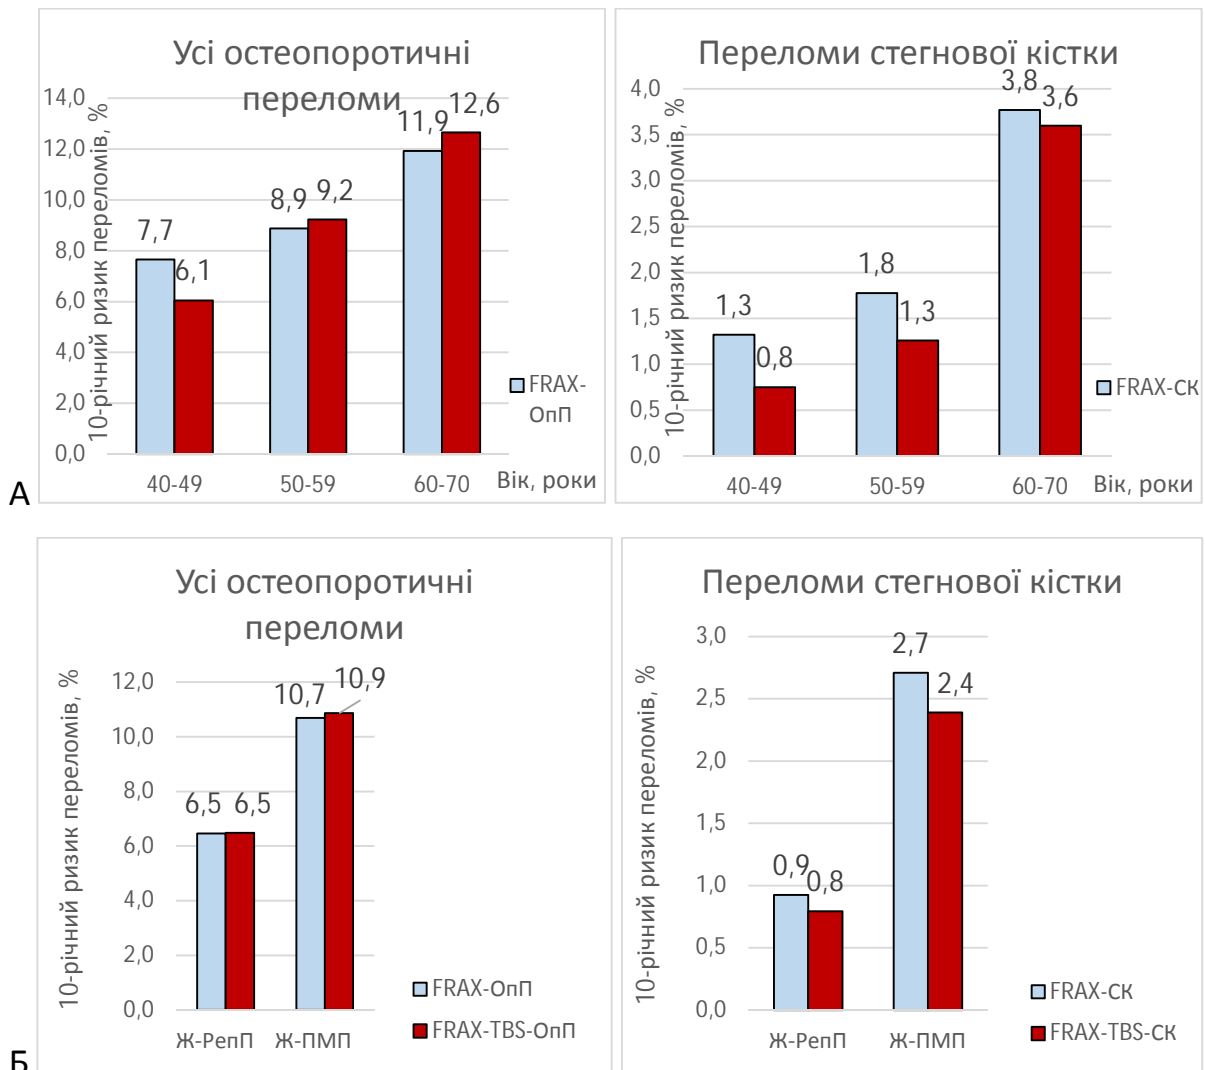 Усі остеопоротичні
переломи
10-річний ризик переломів, %
14,0
12,0
10,0
8,0
6,0
4,0
2,0
0,0
7,7
6,1
8,9
9,2
11,9
12,6
40-49
50-59
60-70
Вік, роки
FRAX-
ОпП
Переломи стегнової кістки
10-річний ризик переломів, %
4,0
3,5
3,0
2,5
2,0
1,5
1,0
0,5
0,0
1,3
0,8
1,8
1,3
3,8
3,6
40-49
50-59
60-70
Вік, роки
FRAX-СК
А
Усі остеопоротичні
переломи
10-річний ризик переломів, %
12,0
10,0
8,0
6,0
4,0
2,0
0,0
6,5
6,5
10,7
10,9
Ж-РепП
Ж-ПМП
FRAX-ОпП
FRAX-TBS-ОпП
Переломи стегнової кістки
10-річний ризик переломів, %
3,0
2,5
2,0
1,5
1,0
0,5
0,0
0,9
0,8
2,7
2,4
Ж-РепП
Ж-ПМП
FRAX-СК
FRAX-TBS-СК
Б